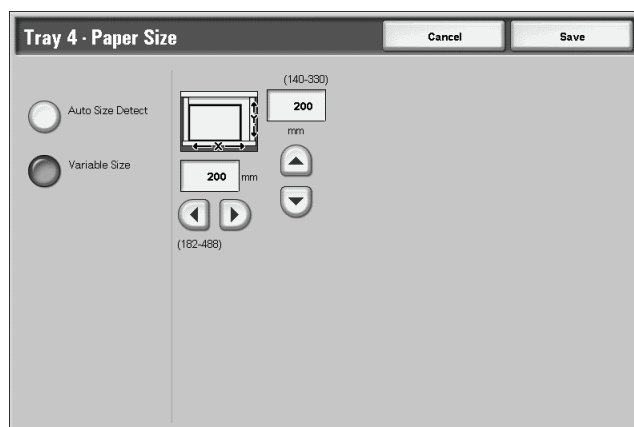 Tray 4 - Paper Size
Cancel
Save
Auto Size Detect
Variable Size
(140-330)
200
mm
Y
X
200 mm
(182-488)